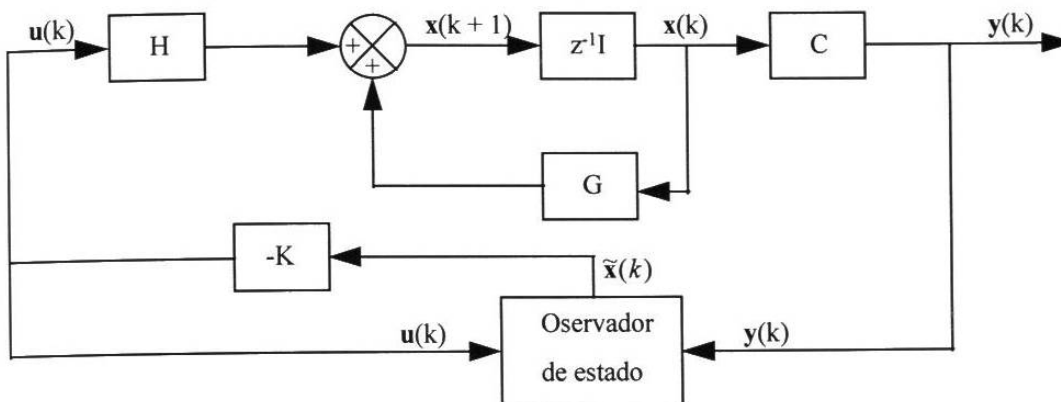 u(k)
H
+
+
x(k + 1)
z⁻¹I
x(k)
C
y(k)
G
-K
x̃(k)
u(k)
Oservador
de estado
y(k)